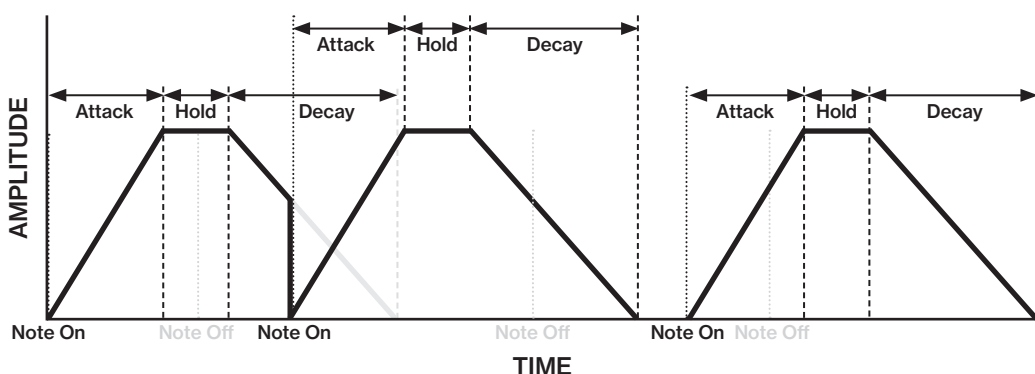 Attack Hold Decay
Attack Hold Decay
Attack Hold Decay
AMPLITUDE
Note On Note Off Note On Note Off Note On Note Off
TIME